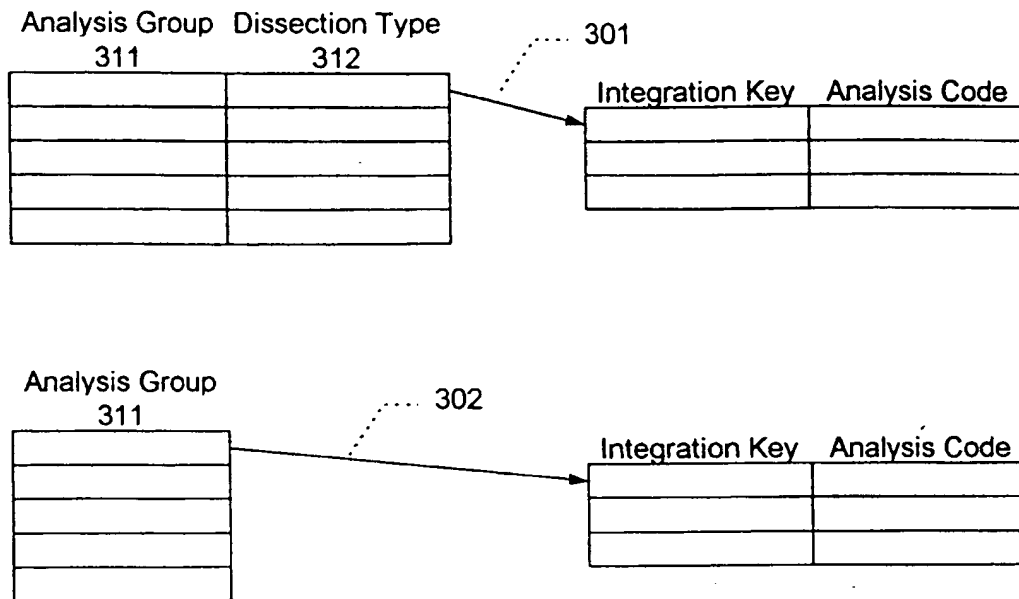 Analysis Group Dissection Type
311 312
301
Integration Key Analysis Code
Analysis Group
311
302
Integration Key Analysis Code